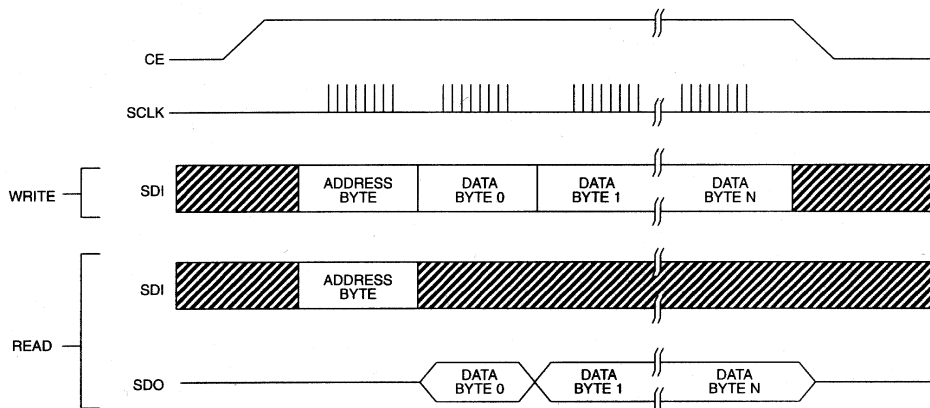 CE
SCLK
WRITE
SDI
ADDRESS
BYTE
DATA
BYTE 0
DATA
BYTE 1
DATA
BYTE N
READ
SDI
ADDRESS
BYTE
SDO
DATA
BYTE 0
DATA
BYTE 1
DATA
BYTE N